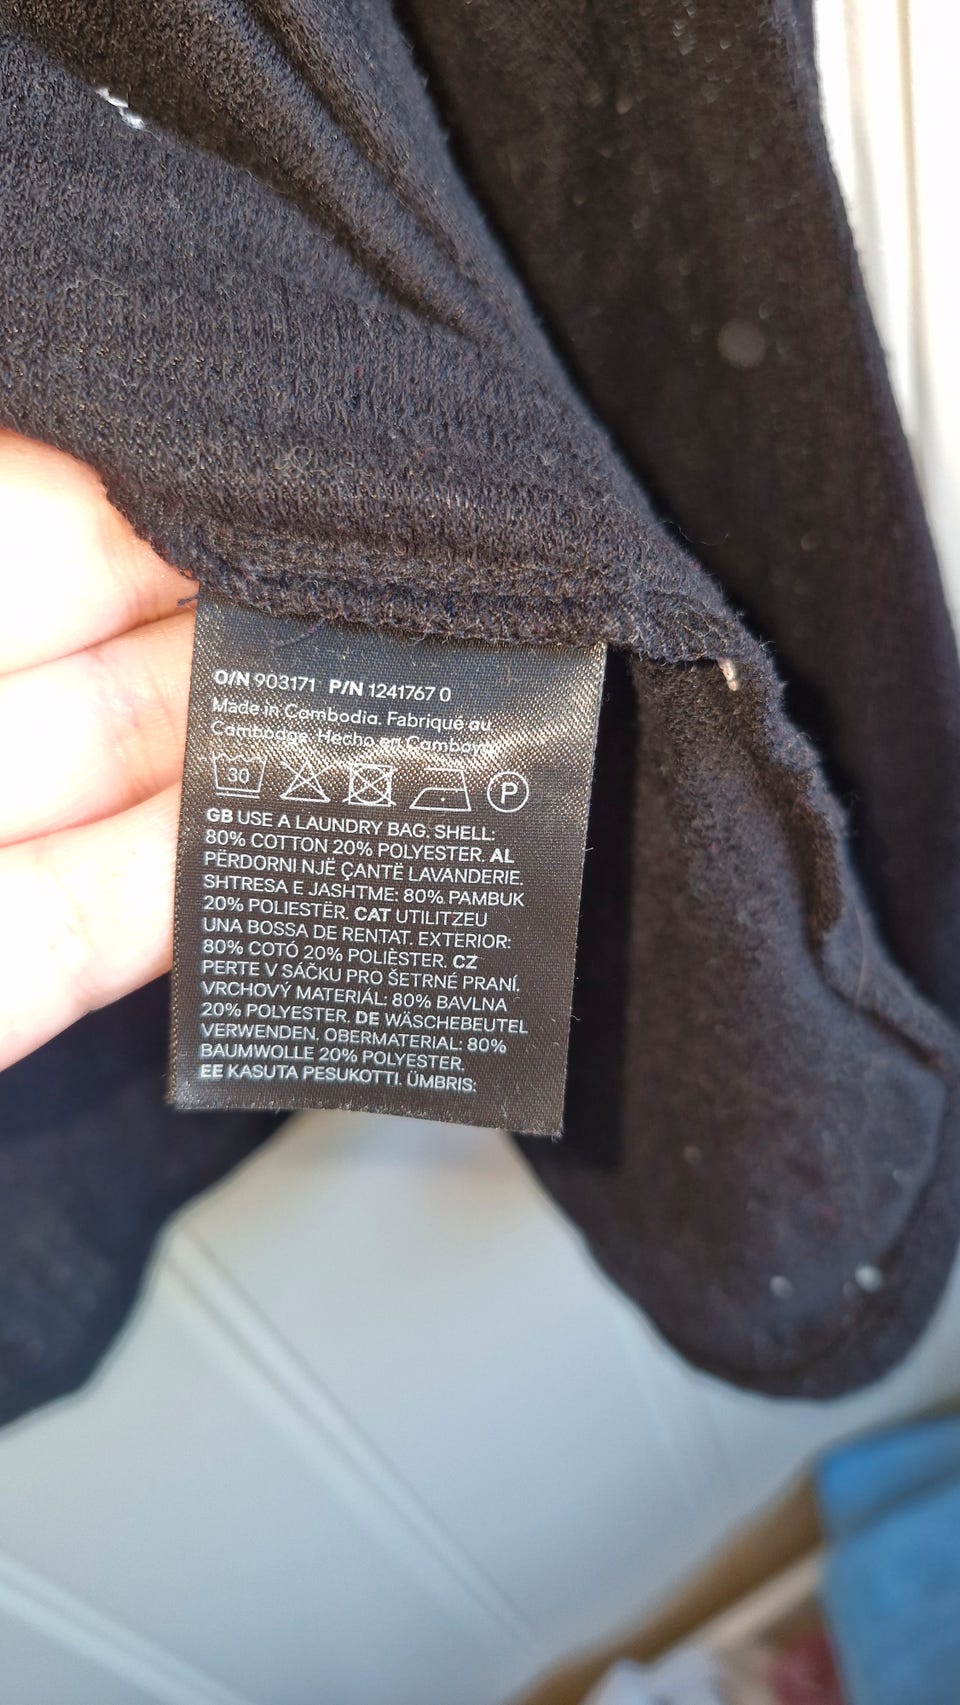 O/N 903171 P/N 1241767 0
Made in Cambodia. Fabriqué au
Cambodge. Hecho en Camboya.
30 P
GB USE A LAUNDRY BAG. SHELL:
80% COTTON 20% POLYESTER. AL
PËRDORNI NJË ÇANTË LAVANDERIE.
SHTRESA E JASHTME: 80% PAMBUK
20% POLIESTËR. CAT UTILITZEU
UNA BOSSA DE RENTAT. EXTERIOR:
80% COTÓ 20% POLIÈSTER. CZ
PERTE V SÁČKU PRO ŠETRNÉ PRANÍ.
VRCHOVÝ MATERIÁL: 80% BAVLNA
20% POLYESTER. DE WÄSCHEBEUTEL
VERWENDEN. OBERMATERIAL: 80%
BAUMWOLLE 20% POLYESTER.
EE KASUTA PESUKOTTI. ÜMBRIS: